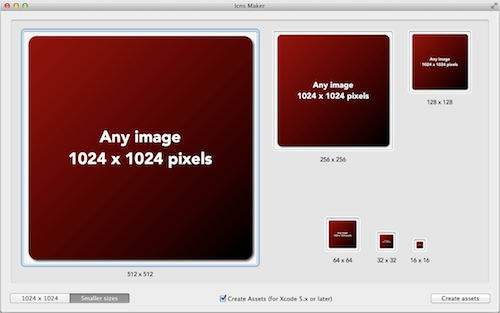 Icns Maker
Any image
1024 x 1024 pixels
512 x 512
Any image
1024 x 1024 pixels
256 x 256
Any image
1024 x 1024 pixels
128 x 128
64 x 64
32 x 32
16 x 16
1024 x 1024
Smaller sizes
Create Assets (For Xcode 5.x or later)
Create assets